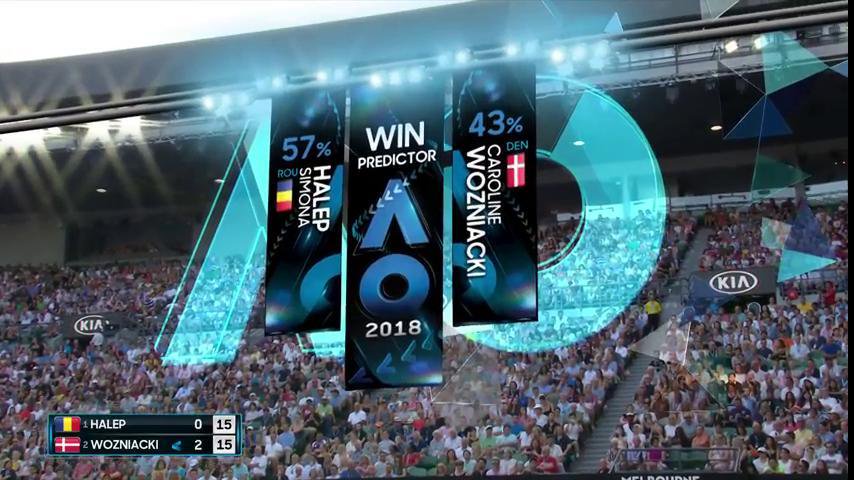 57%
ROU
SIMONA
HALEP
WIN
PREDICTOR
AO
2018
43%
DEN
CAROLINE
WOZNIACKI
KIA
KIA
1 HALEP 0 15
2 WOZNIACKI 2 15
MELBOURNE